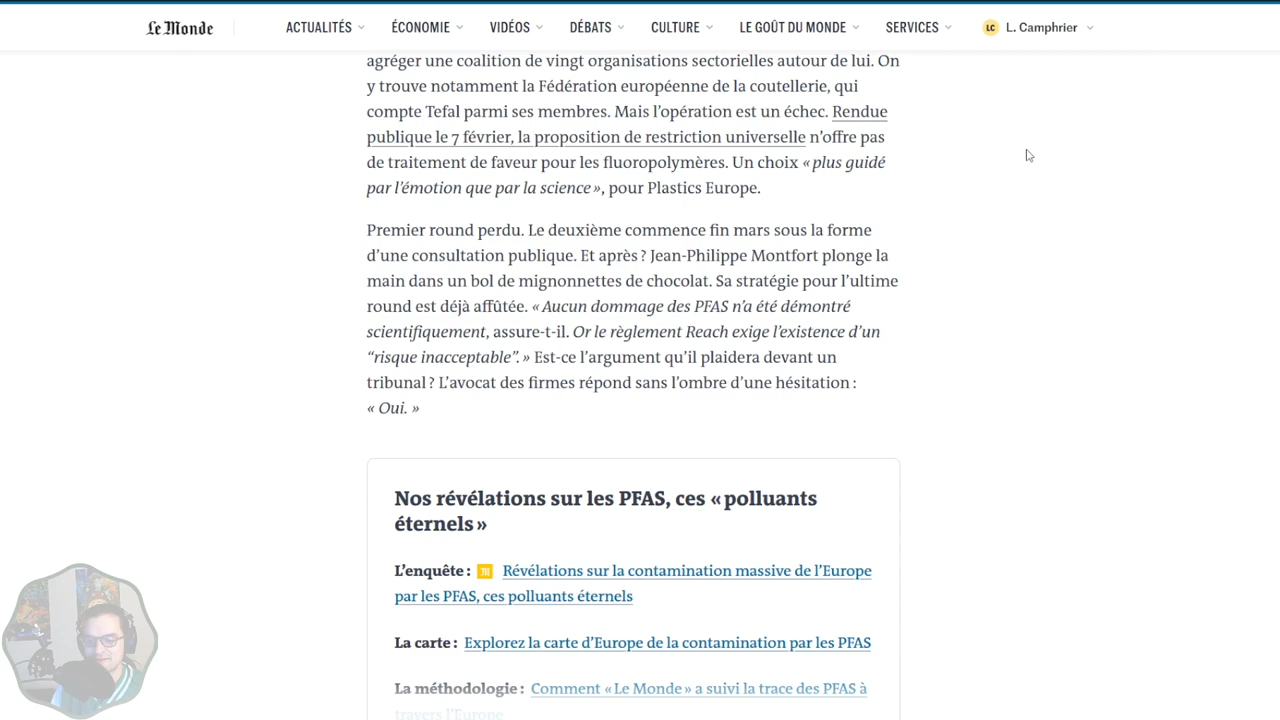 Le Monde
ACTUALITÉS
ÉCONOMIE
VIDÉOS
DÉBATS
CULTURE
LE GOÛT DU MONDE
SERVICES
LC L. Camphrier
agréger une coalition de vingt organisations sectorielles autour de lui. On
y trouve notamment la Fédération européenne de la coutellerie, qui
compte Tefal parmi ses membres. Mais l’opération est un échec. Rendue
publique le 7 février, la proposition de restriction universelle n’offre pas
de traitement de faveur pour les fluoropolymères. Un choix « plus guidé
par l’émotion que par la science », pour Plastics Europe.
Premier round perdu. Le deuxième commence fin mars sous la forme
d’une consultation publique. Et après ? Jean-Philippe Montfort plonge la
main dans un bol de mignonnettes de chocolat. Sa stratégie pour l’ultime
round est déjà affûtée. « Aucun dommage des PFAS n’a été démontré
scientifiquement, assure-t-il. Or le règlement Reach exige l’existence d’un
“risque inacceptable”. » Est-ce l’argument qu’il plaidera devant un
tribunal ? L’avocat des firmes répond sans l’ombre d’une hésitation :
« Oui. »
Nos révélations sur les PFAS, ces « polluants
éternels »
L’enquête : Révélations sur la contamination massive de l’Europe
par les PFAS, ces polluants éternels
La carte : Explorez la carte d’Europe de la contamination par les PFAS
La méthodologie : Comment « Le Monde » a suivi la trace des PFAS à
travers l’Europe